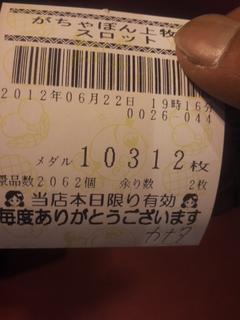 がちゃぽん上牧
スロット
2012年06月22日 19時16分
0026-044
メダル 10312枚
景品数2062個 余り数 2枚
当店本日限り有効
毎度ありがとうございます
カナタ